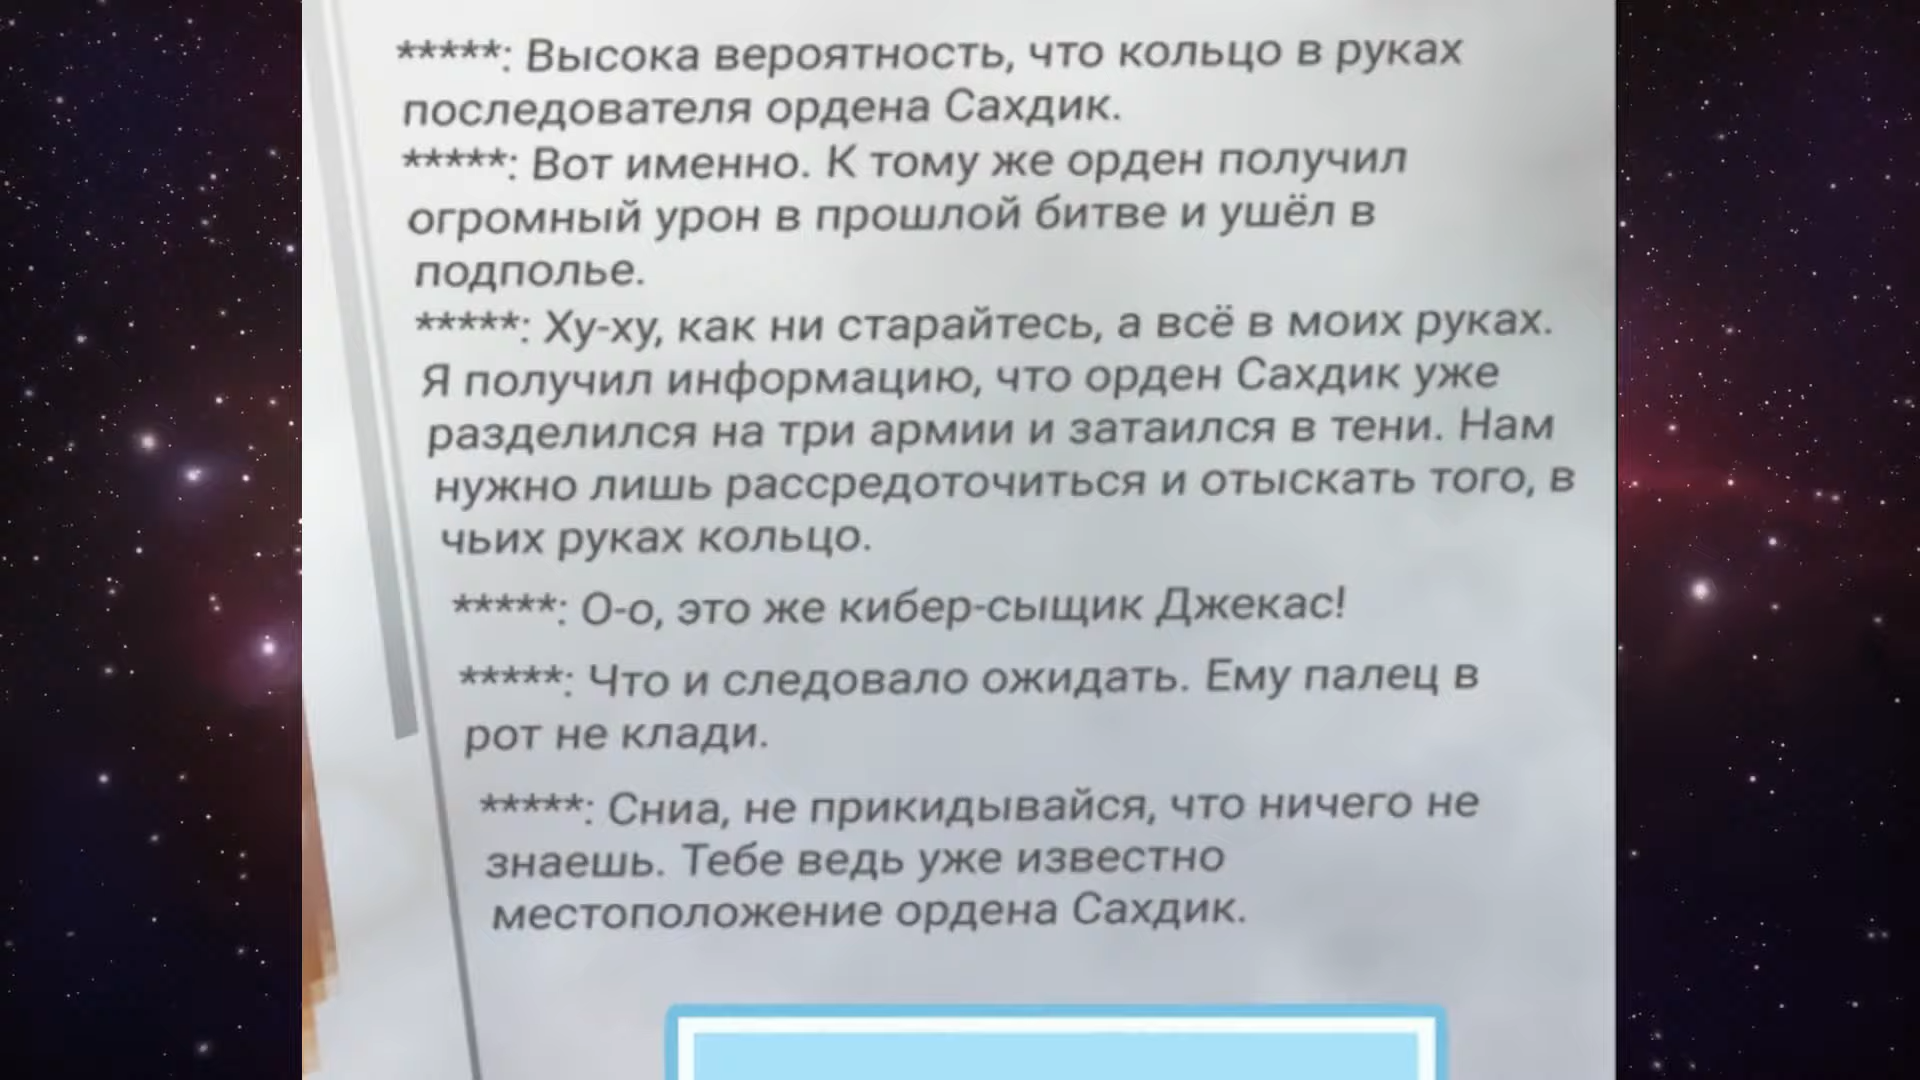 *****: Высока вероятность, что кольцо в руках
последователя ордена Сахдик.
*****: Вот именно. К тому же орден получил
огромный урон в прошлой битве и ушёл в
подполье.
*****: Ху-ху, как ни старайтесь, а всё в моих руках.
Я получил информацию, что орден Сахдик уже
разделился на три армии и затаился в тени. Нам
нужно лишь рассредоточиться и отыскать того, в
чьих руках кольцо.
*****: О-о, это же кибер-сыщик Джекас!
*****: Что и следовало ожидать. Ему палец в
рот не клади.
*****: Сниа, не прикидывайся, что ничего не
знаешь. Тебе ведь уже известно
местоположение ордена Сахдик.